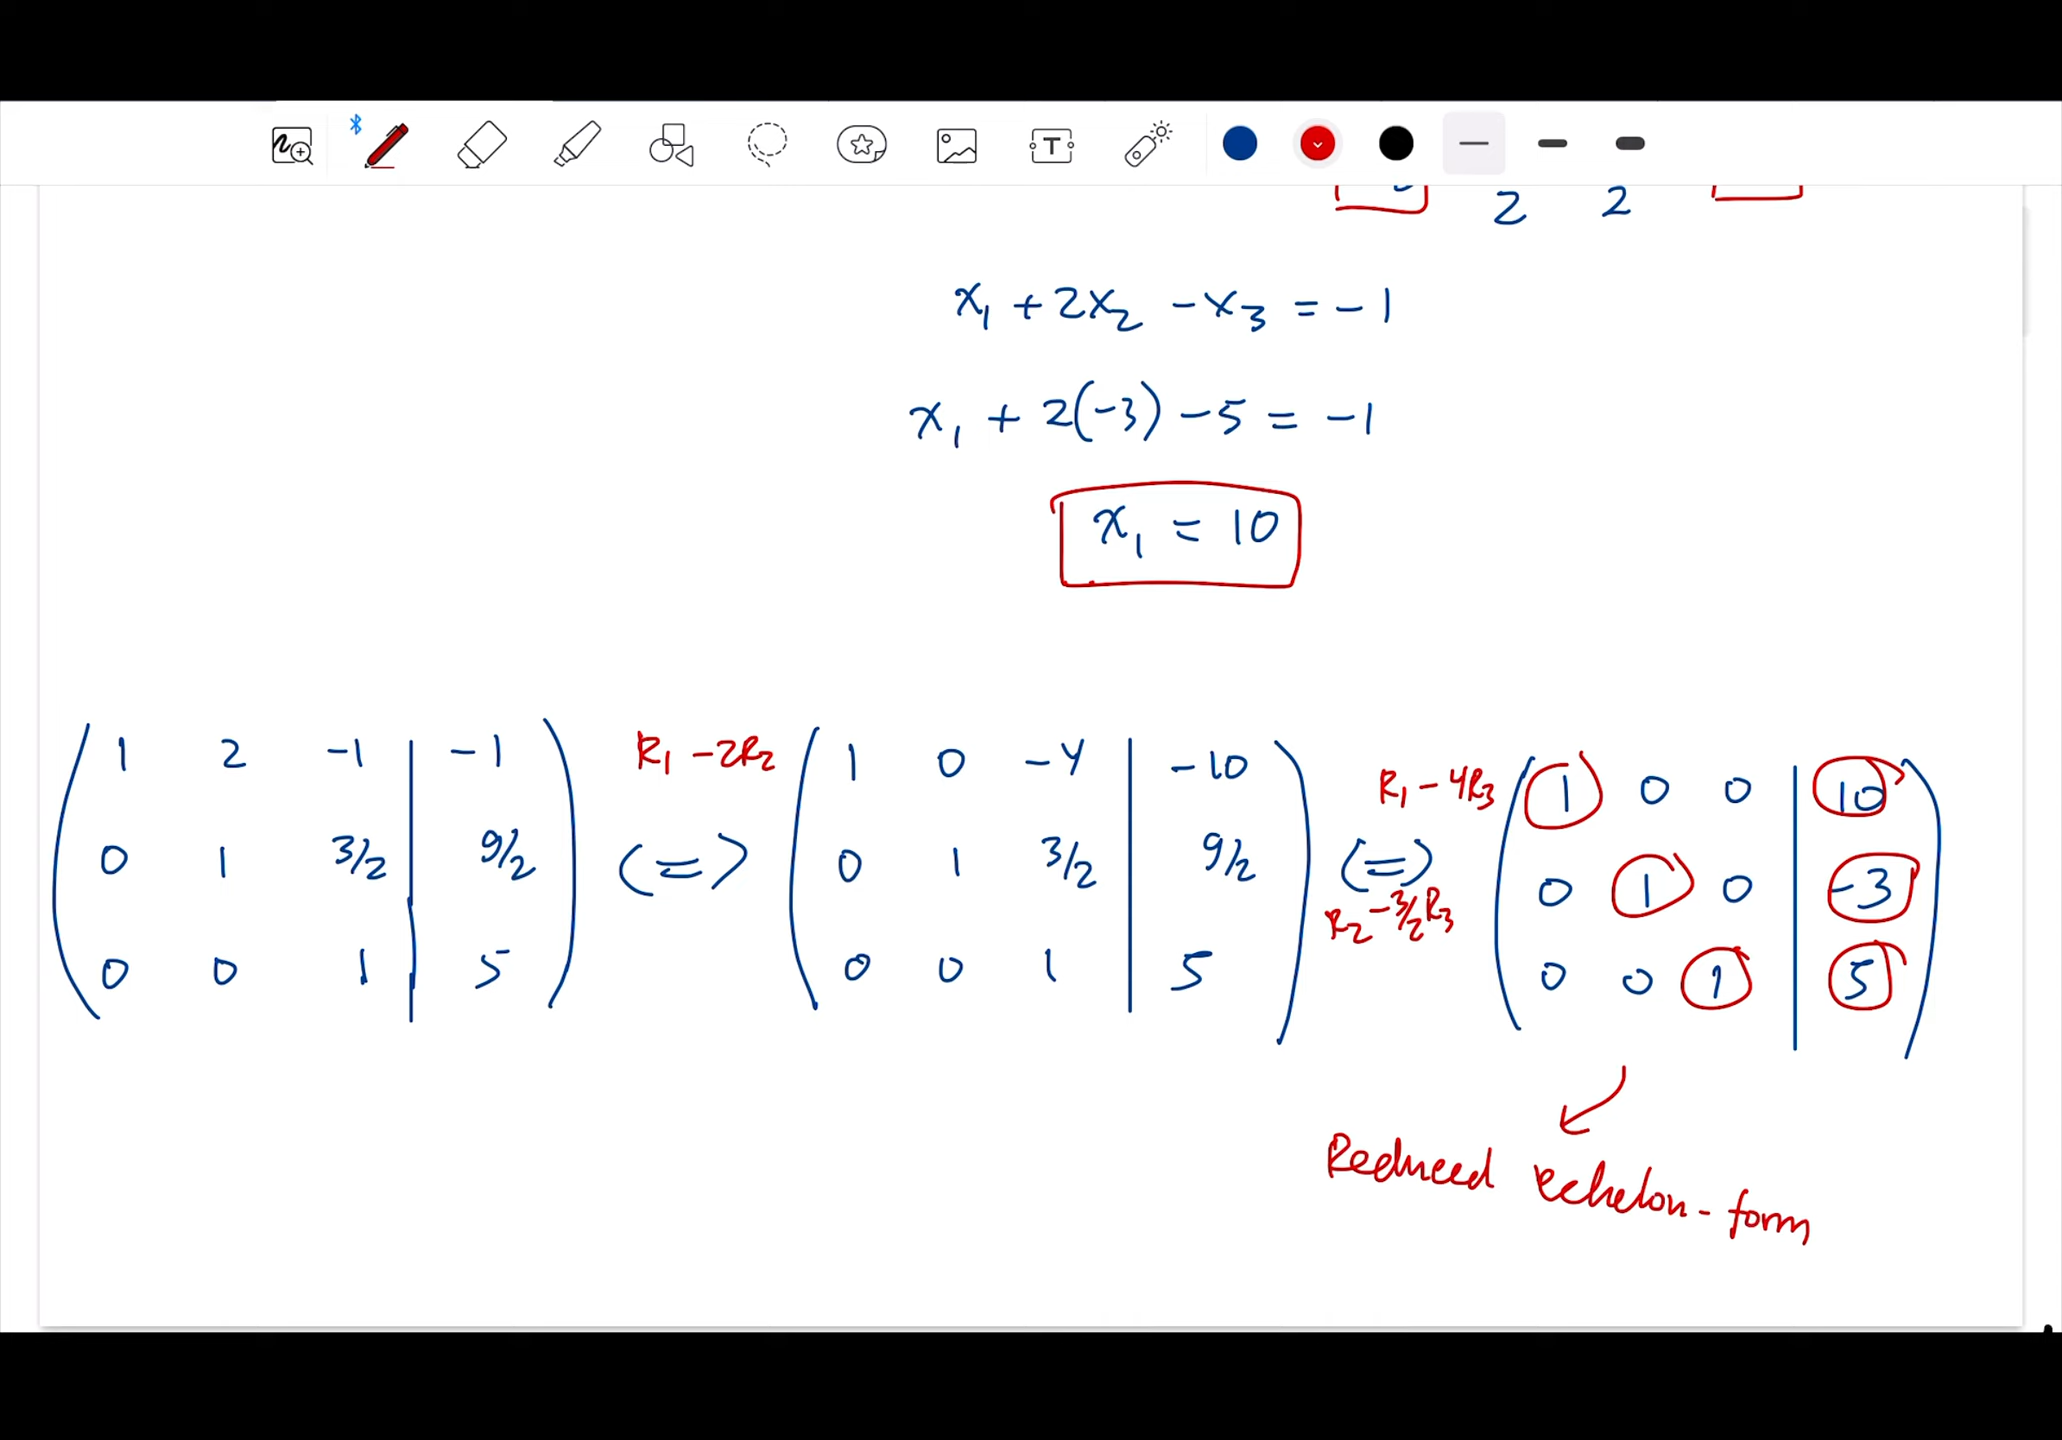 2 2
x₁ + 2x₂ - x₃ = -1
x₁ + 2(-3) - 5 = -1
x₁ = 10
1 2 -1 | -1 R₁ - 2R₂ 1 0 -4 | -10 R₁ - 4R₃ 1 0 0 | 10
0 1 3/2 | 9/2 (=) 0 1 3/2 | 9/2 (=) 0 1 0 | -3
R₂ - 3/2R₃
0 0 1 | 5 0 0 1 | 5 0 0 1 | 5
Reduced echelon-form